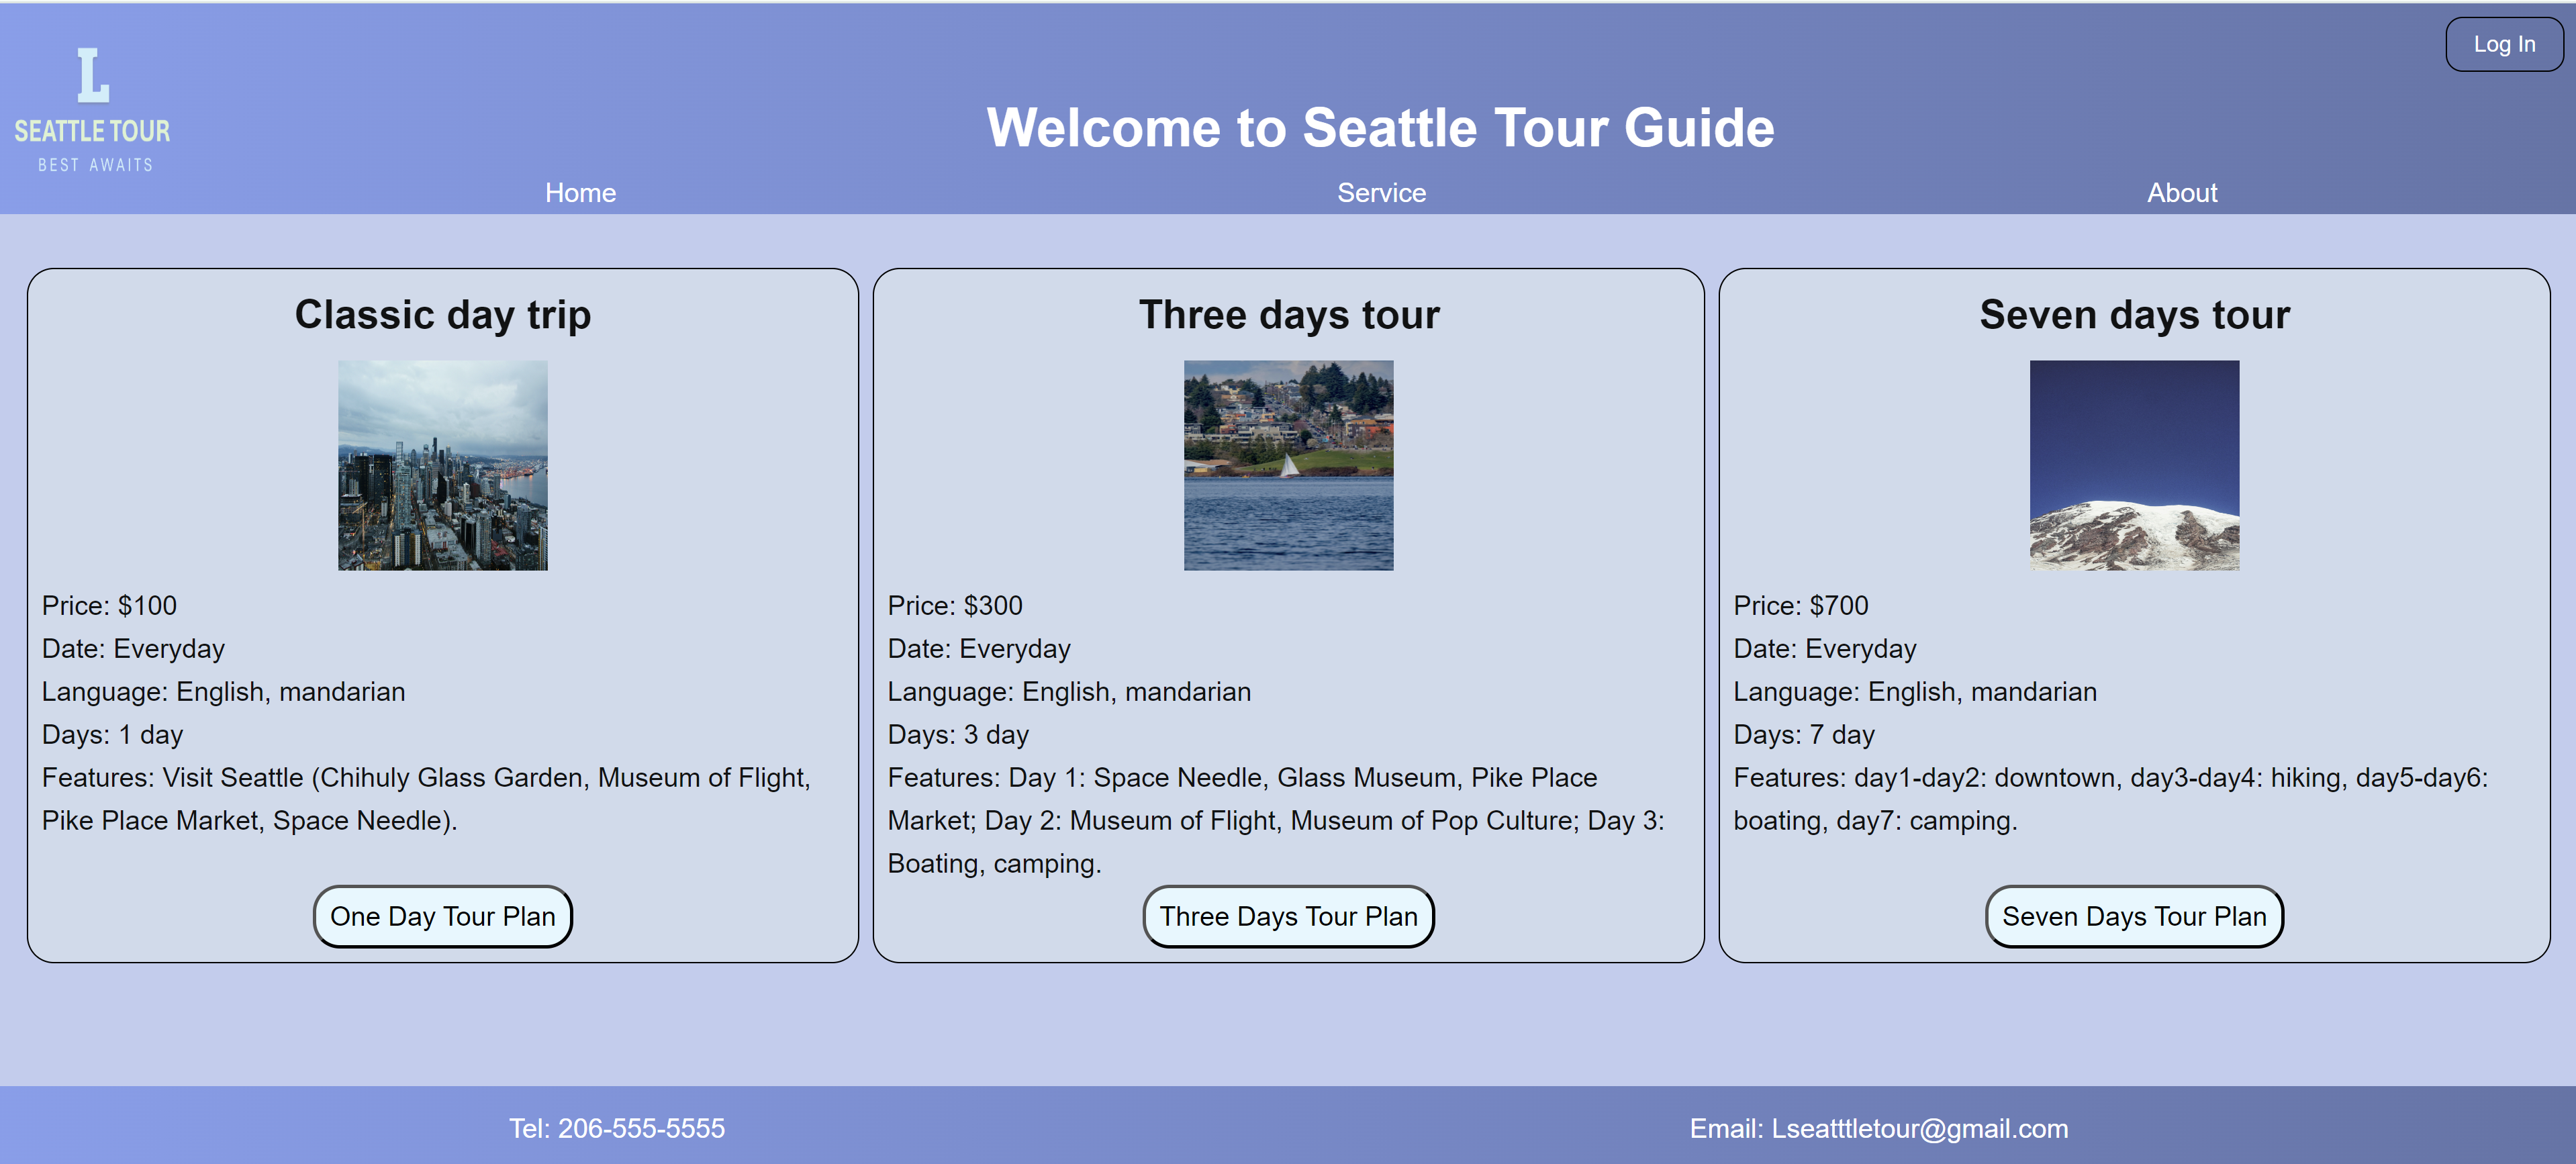 Log In
L
SEATTLE TOUR
BEST AWAITS
Welcome to Seattle Tour Guide
Home
Service
About
Classic day trip
Price: $100
Date: Everyday
Language: English, mandarian
Days: 1 day
Features: Visit Seattle (Chihuly Glass Garden, Museum of Flight,
Pike Place Market, Space Needle).
One Day Tour Plan
Three days tour
Price: $300
Date: Everyday
Language: English, mandarian
Days: 3 day
Features: Day 1: Space Needle, Glass Museum, Pike Place
Market; Day 2: Museum of Flight, Museum of Pop Culture; Day 3:
Boating, camping.
Three Days Tour Plan
Seven days tour
Price: $700
Date: Everyday
Language: English, mandarian
Days: 7 day
Features: day1-day2: downtown, day3-day4: hiking, day5-day6:
boating, day7: camping.
Seven Days Tour Plan
Tel: 206-555-5555
Email: Lseatttletour@gmail.com